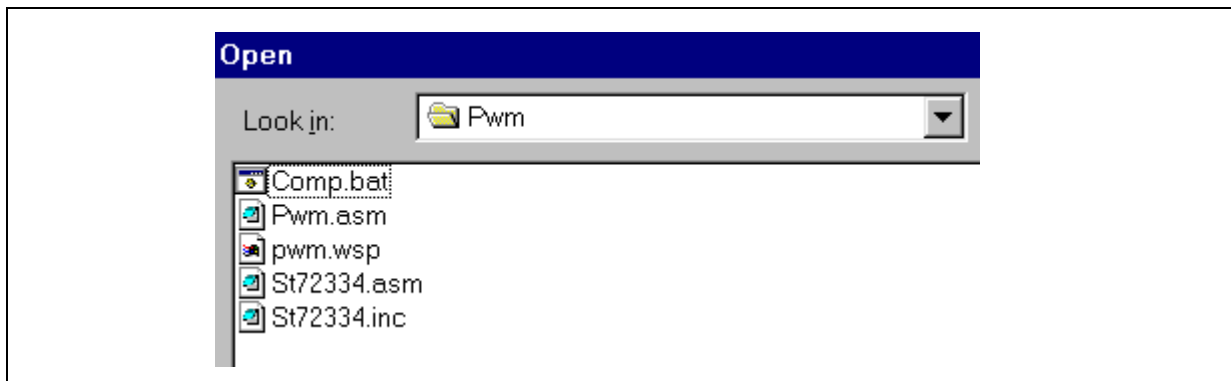 Open
Look in: Pwm
Comp.bat
Pwm.asm
pwm.wsp
St72334.asm
St72334.inc